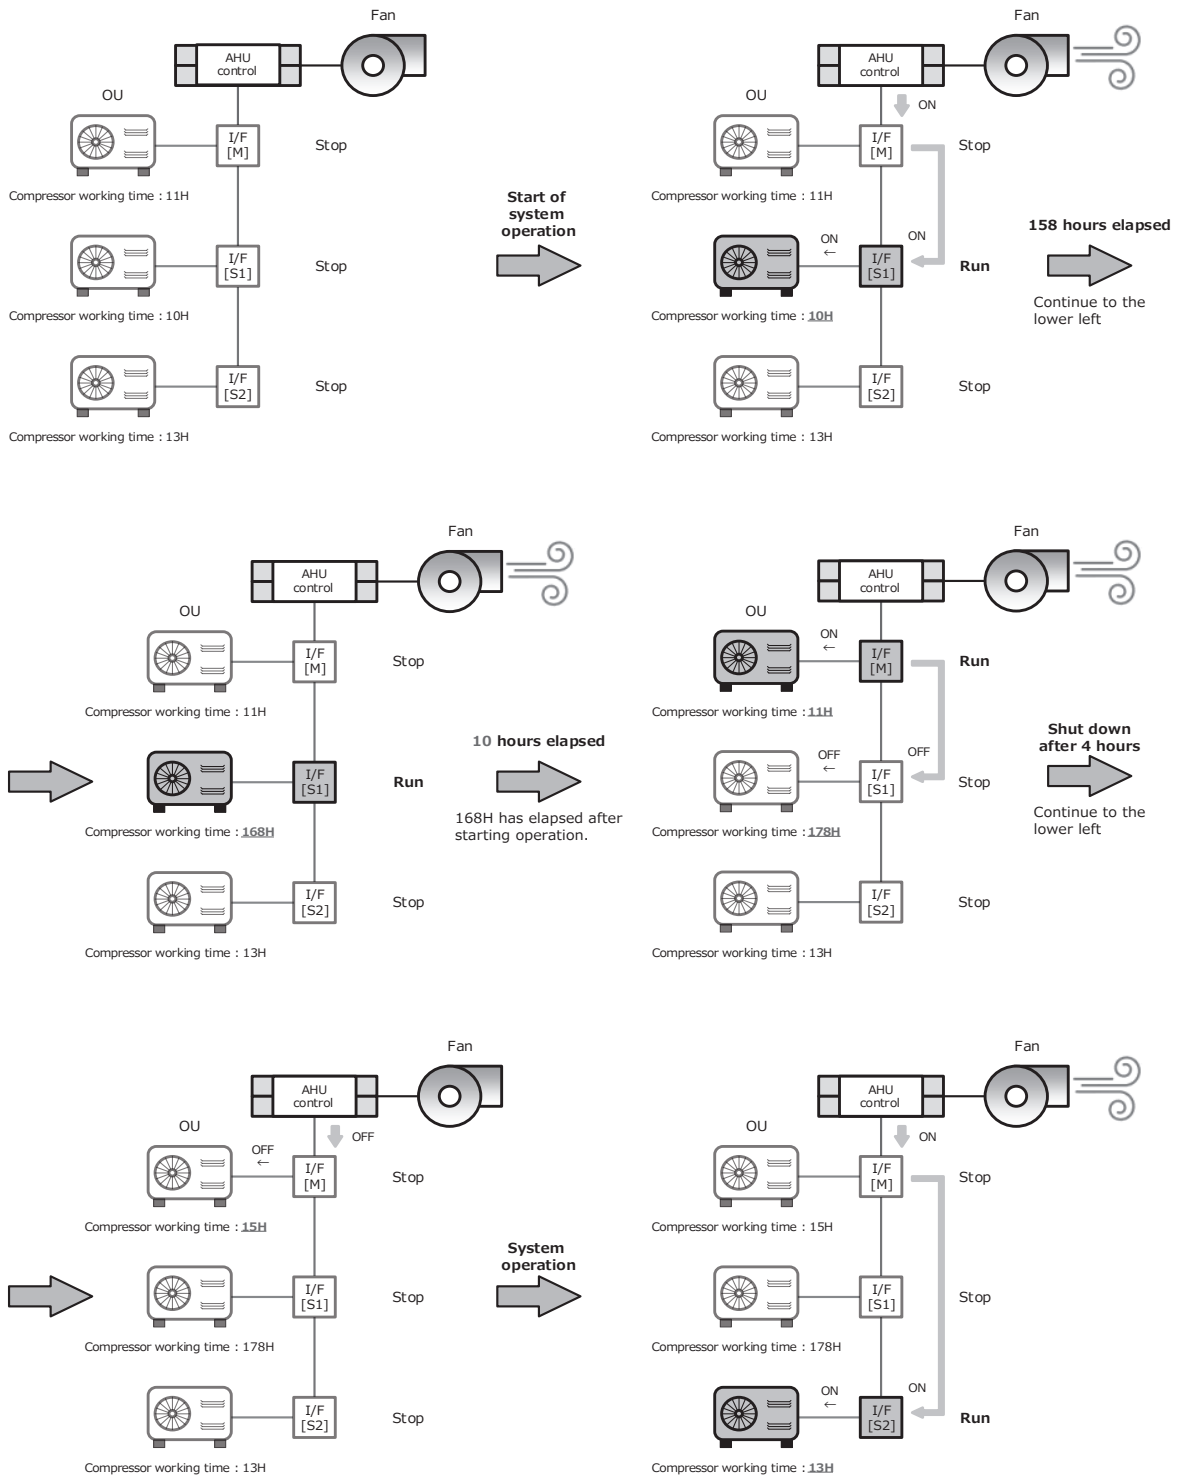 Fan
AHU
control
OU
I/F
[M]
Stop
Compressor working time : 11H
I/F
[S1]
Stop
Compressor working time : 10H
I/F
[S2]
Stop
Compressor working time : 13H
Start of
system
operation
Fan
AHU
control
ON
OU
I/F
[M]
Stop
Compressor working time : 11H
ON
ON
←
I/F
[S1]
Run
Compressor working time : 10H
I/F
[S2]
Stop
Compressor working time : 13H
158 hours elapsed
Continue to the
lower left
Fan
AHU
control
OU
I/F
[M]
Stop
Compressor working time : 11H
I/F
[S1]
Run
Compressor working time : 168H
I/F
[S2]
Stop
Compressor working time : 13H
10 hours elapsed
168H has elapsed after
starting operation.
Fan
AHU
control
OU
ON
←
I/F
[M]
Run
Compressor working time : 11H
OFF
OFF
←
I/F
[S1]
Stop
Compressor working time : 178H
I/F
[S2]
Stop
Compressor working time : 13H
Shut down
after 4 hours
Continue to the
lower left
Fan
AHU
control
OFF
OU
OFF
←
I/F
[M]
Stop
Compressor working time : 15H
I/F
[S1]
Stop
Compressor working time : 178H
I/F
[S2]
Stop
Compressor working time : 13H
System
operation
Fan
AHU
control
ON
OU
I/F
[M]
Stop
Compressor working time : 15H
I/F
[S1]
Stop
Compressor working time : 178H
ON
ON
←
I/F
[S2]
Run
Compressor working time : 13H